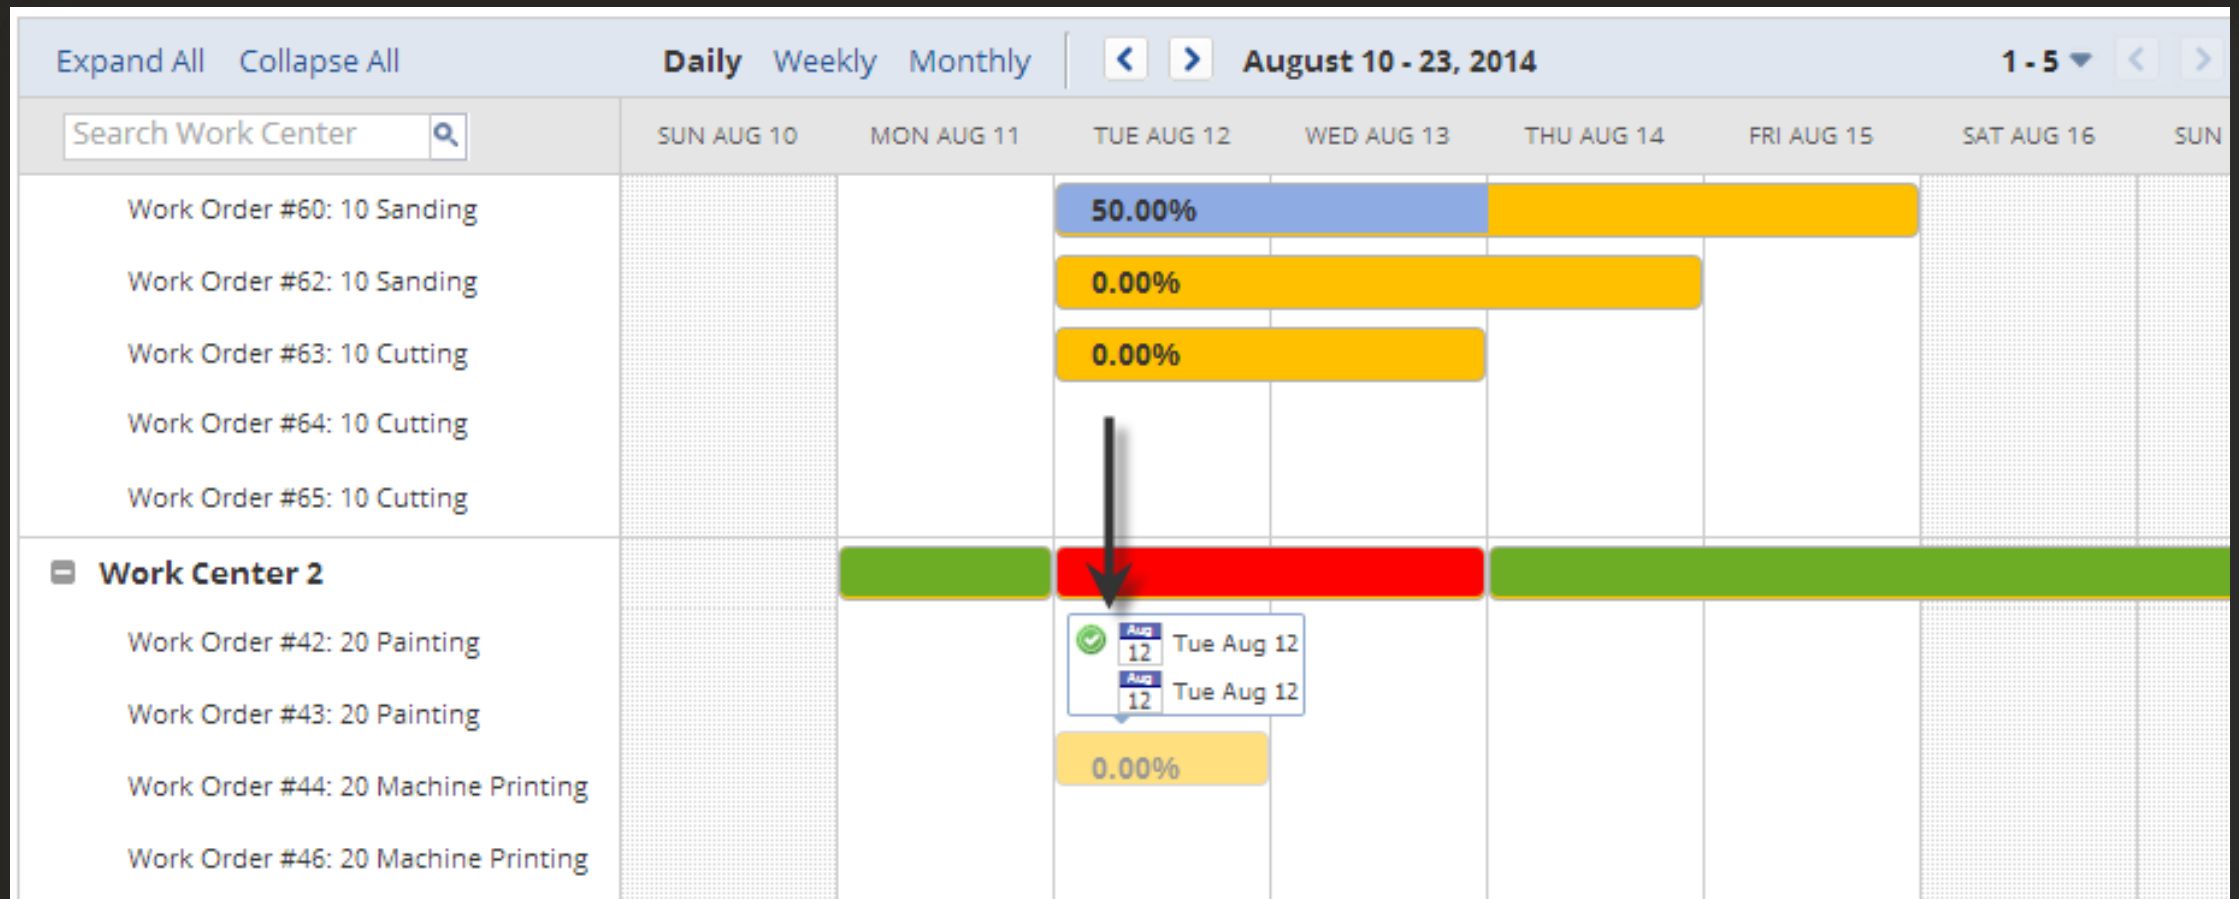 Expand All Collapse All Daily Weekly Monthly August 10 - 23, 2014 1 - 5
Search Work Center SUN AUG 10 MON AUG 11 TUE AUG 12 WED AUG 13 THU AUG 14 FRI AUG 15 SAT AUG 16 SUN
Work Order #60: 10 Sanding 50.00%
Work Order #62: 10 Sanding 0.00%
Work Order #63: 10 Cutting 0.00%
Work Order #64: 10 Cutting
Work Order #65: 10 Cutting
Work Center 2
Work Order #42: 20 Painting Aug 12 Tue Aug 12
Aug 12 Tue Aug 12
Work Order #43: 20 Painting
0.00%
Work Order #44: 20 Machine Printing
Work Order #46: 20 Machine Printing